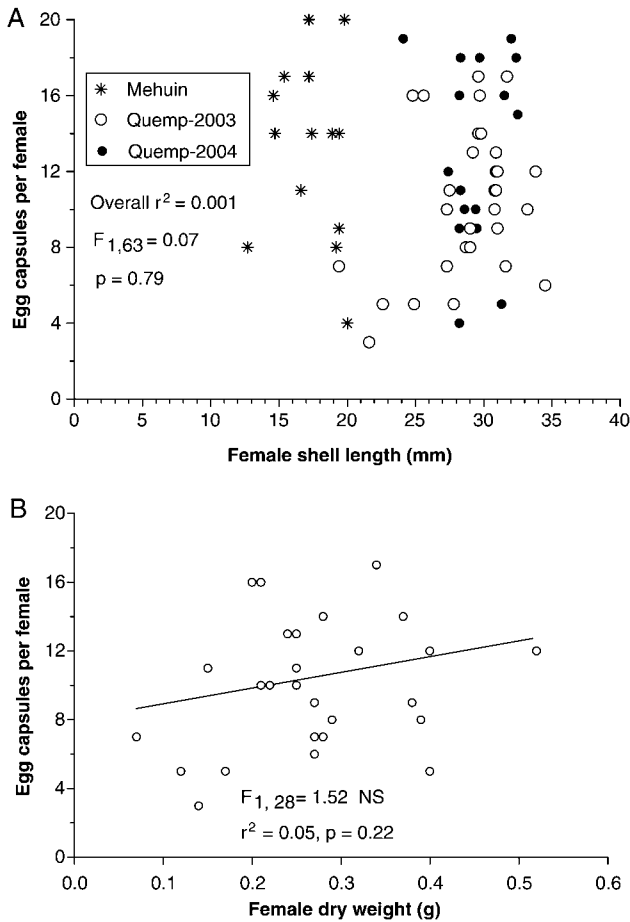 A
20
16
12
8
4
0
Egg capsules per female
Mehuin
Quemp-2003
Quemp-2004
Overall r² = 0.001
F1,63 = 0.07
p = 0.79
0 5 10 15 20 25 30 35 40
Female shell length (mm)
B
20
16
12
8
4
0
Egg capsules per female
F1, 28= 1.52 NS
r² = 0.05, p = 0.22
0.0 0.1 0.2 0.3 0.4 0.5 0.6
Female dry weight (g)